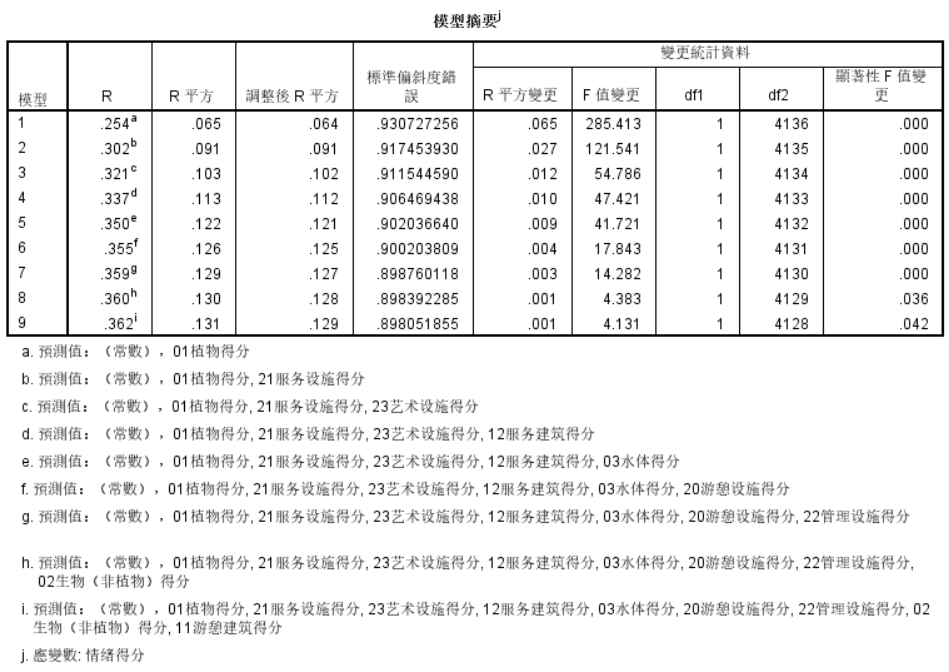 模型摘要j
變更統計資料
模型 R R 平方 調整後 R 平方 標準偏斜度錯誤 R 平方變更 F 值變更 df1 df2 顯著性 F 值變更
1 .254a .065 .064 .930727256 .065 285.413 1 4136 .000
2 .302b .091 .091 .917453930 .027 121.541 1 4135 .000
3 .321c .103 .102 .911544590 .012 54.786 1 4134 .000
4 .337d .113 .112 .906469438 .010 47.421 1 4133 .000
5 .350e .122 .121 .902036640 .009 41.721 1 4132 .000
6 .355f .126 .125 .900203809 .004 17.843 1 4131 .000
7 .359g .129 .127 .898760118 .003 14.282 1 4130 .000
8 .360h .130 .128 .898392285 .001 4.383 1 4129 .036
9 .362i .131 .129 .898051855 .001 4.131 1 4128 .042
a. 預測值：（常數），01植物得分
b. 預測值：（常數），01植物得分, 21服务设施得分
c. 預測值：（常數），01植物得分, 21服务设施得分, 23艺术设施得分
d. 預測值：（常數），01植物得分, 21服务设施得分, 23艺术设施得分, 12服务建筑得分
e. 預測值：（常數），01植物得分, 21服务设施得分, 23艺术设施得分, 12服务建筑得分, 03水体得分
f. 預測值：（常數），01植物得分, 21服务设施得分, 23艺术设施得分, 12服务建筑得分, 03水体得分, 20游憩设施得分
g. 預測值：（常數），01植物得分, 21服务设施得分, 23艺术设施得分, 12服务建筑得分, 03水体得分, 20游憩设施得分, 22管理设施得分
h. 預測值：（常數），01植物得分, 21服务设施得分, 23艺术设施得分, 12服务建筑得分, 03水体得分, 20游憩设施得分, 22管理设施得分,
02生物（非植物）得分
i. 預測值：（常數），01植物得分, 21服务设施得分, 23艺术设施得分, 12服务建筑得分, 03水体得分, 20游憩设施得分, 22管理设施得分, 02
生物（非植物）得分, 11游憩建筑得分
j. 應變數: 情绪得分